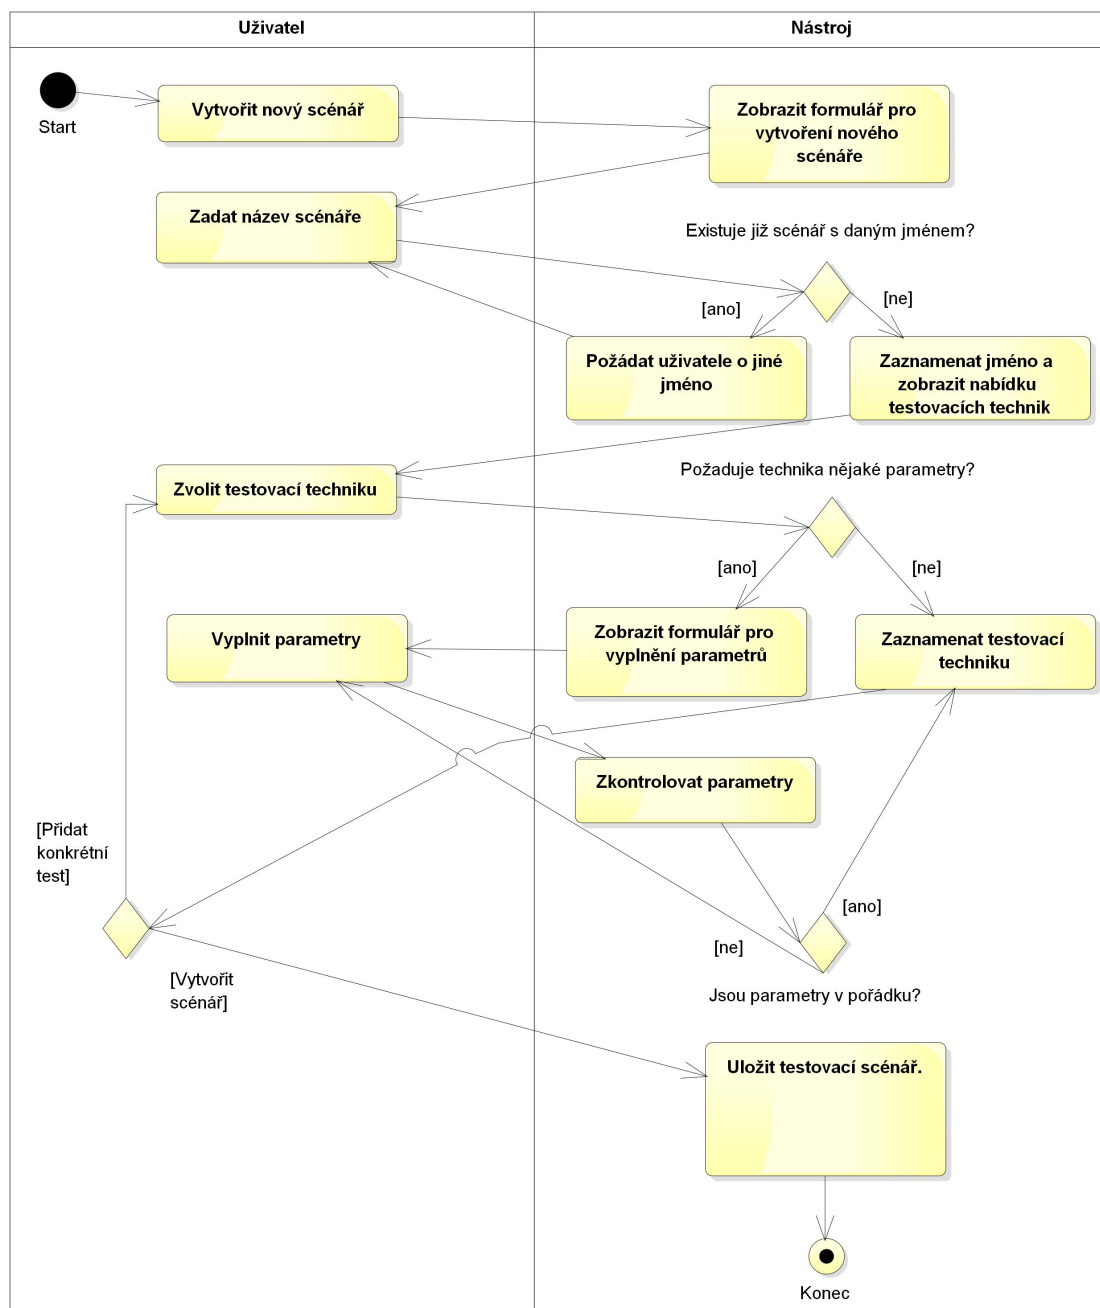 Uživatel
Nástroj
Start
Vytvořit nový scénář
Zobrazit formulář pro
vytvoření nového
scénáře
Zadat název scénáře
Existuje již scénář s daným jménem?
[ano]
[ne]
Požádat uživatele o jiné
jméno
Zaznamenat jméno a
zobrazit nabídku
testovacích technik
Zvolit testovací techniku
Požaduje technika nějaké parametry?
[ano]
[ne]
Vyplnit parametry
Zobrazit formulář pro
vyplnění parametrů
Zaznamenat testovací
techniku
Zkontrolovat parametry
[Přidat
konkrétní
test]
[ano]
[ne]
[Vytvořit
scénář]
Jsou parametry v pořádku?
Uložit testovací scénář.
Konec